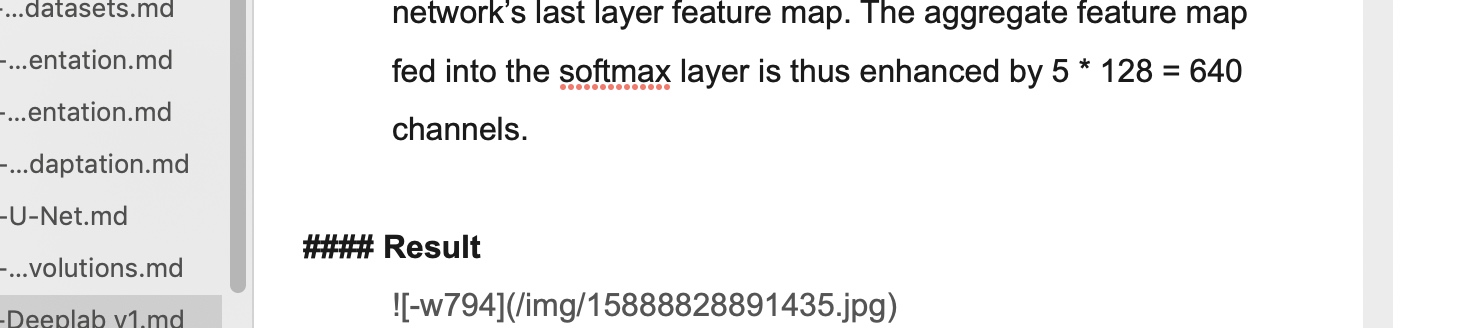 -...datasets.md
-...entation.md
-...entation.md
-...daptation.md
-U-Net.md
-...volutions.md
-Deeplab v1.md
network’s last layer feature map. The aggregate feature map
fed into the softmax layer is thus enhanced by 5 * 128 = 640
channels.
#### Result
![-w794](/img/15888828891435.jpg)